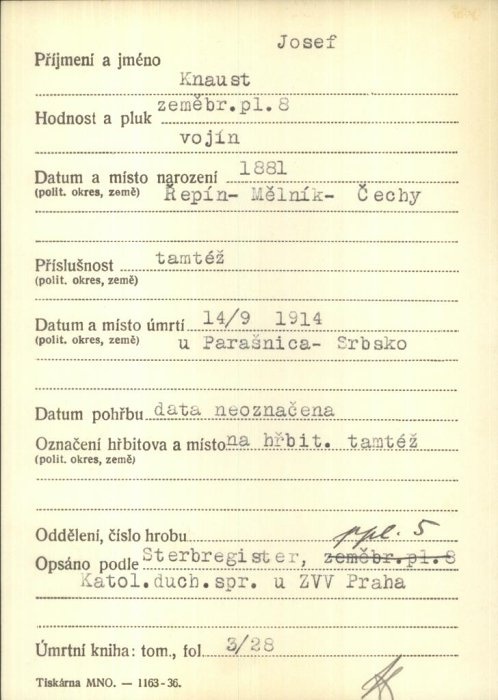 Josef
Příjmení a jméno
Knaust
zeměbr.pl.8
Hodnost a pluk
vojín
Datum a místo narození 1881
(polit. okres, země) Řepín- Mělník- Čechy
Příslušnost tamtéž
(polit. okres, země)
Datum a místo úmrtí 14/9 1914
(polit. okres, země) u Parašnica- Srbsko
Datum pohřbu data neoznačena
Označení hřbitova a místo na hřbit. tamtéž
(polit. okres, země)
Oddělení, číslo hrobu
ppl. 5
Opsáno podle Sterbregister, zeměbr.pl.8
Katol.duch.spr. u ZVV Praha
Úmrtní kniha: tom., fol. 3/28
Tiskárna MNO. — 1163-36.